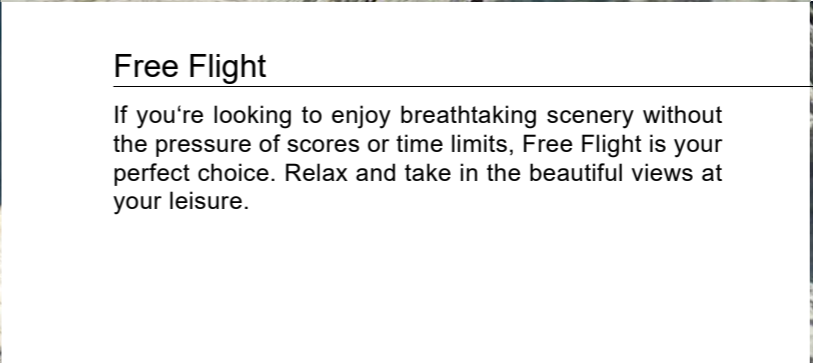 Free Flight
If you‘re looking to enjoy breathtaking scenery without
the pressure of scores or time limits, Free Flight is your
perfect choice. Relax and take in the beautiful views at
your leisure.